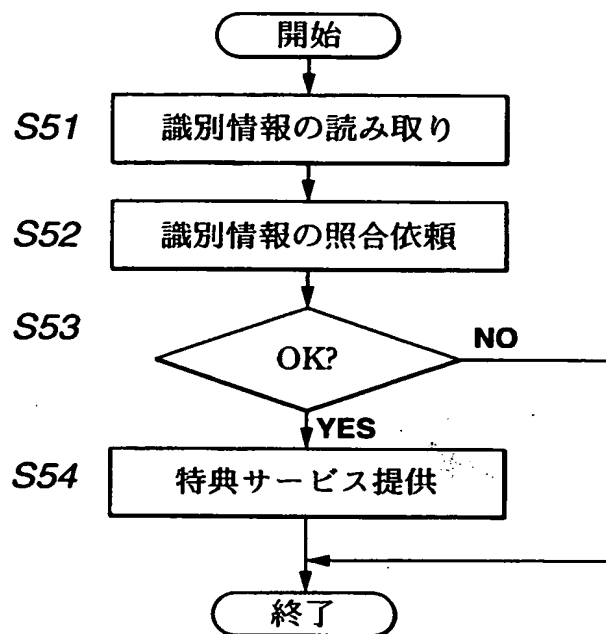 開始
S51
識別情報の読み取り
S52
識別情報の照合依頼
S53
OK?
NO
YES
S54
特典サービス提供
終了